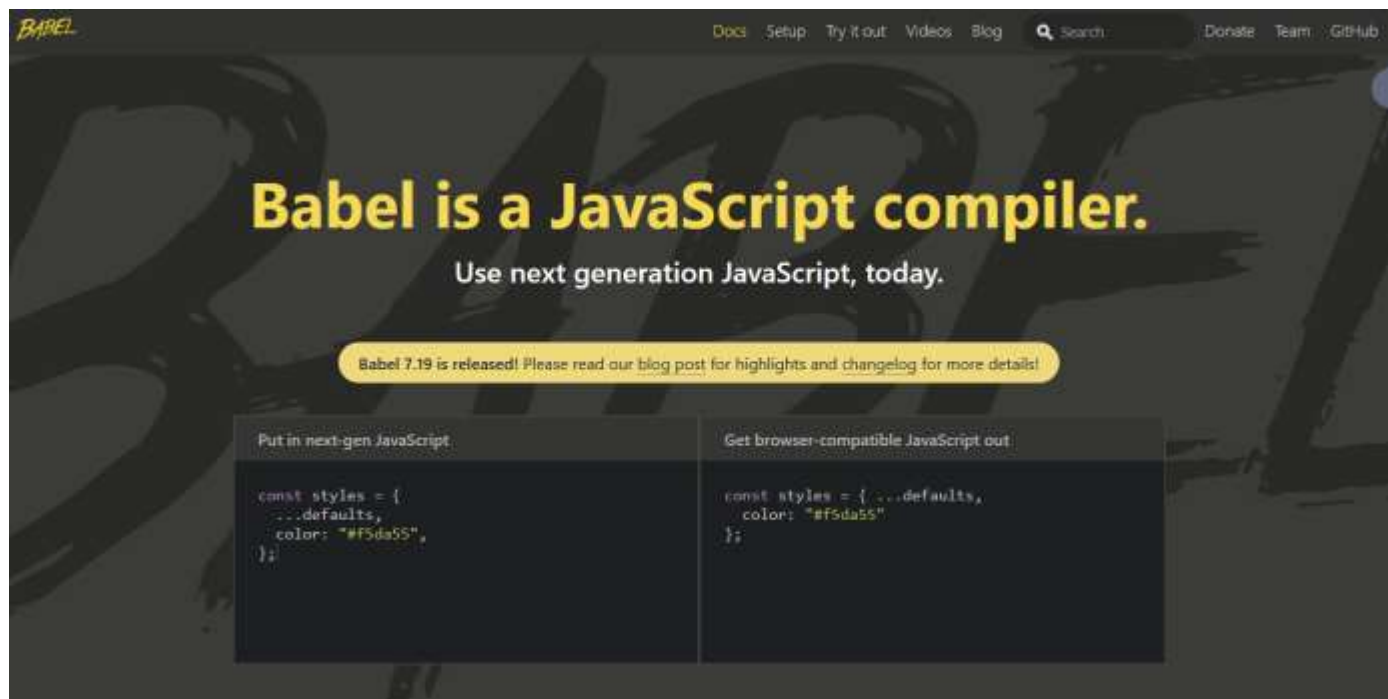 BABEL
Docs Setup Try it out Videos Blog Search Donate Team GitHub
BABEL
Babel is a JavaScript compiler.
Use next generation JavaScript, today.
Babel 7.19 is released! Please read our blog post for highlights and changelog for more details!
Put in next-gen JavaScript
const styles = {
...defaults,
color: "#f5da55",
};
Get browser-compatible JavaScript out
const styles = { ...defaults,
color: "#f5da55"
};